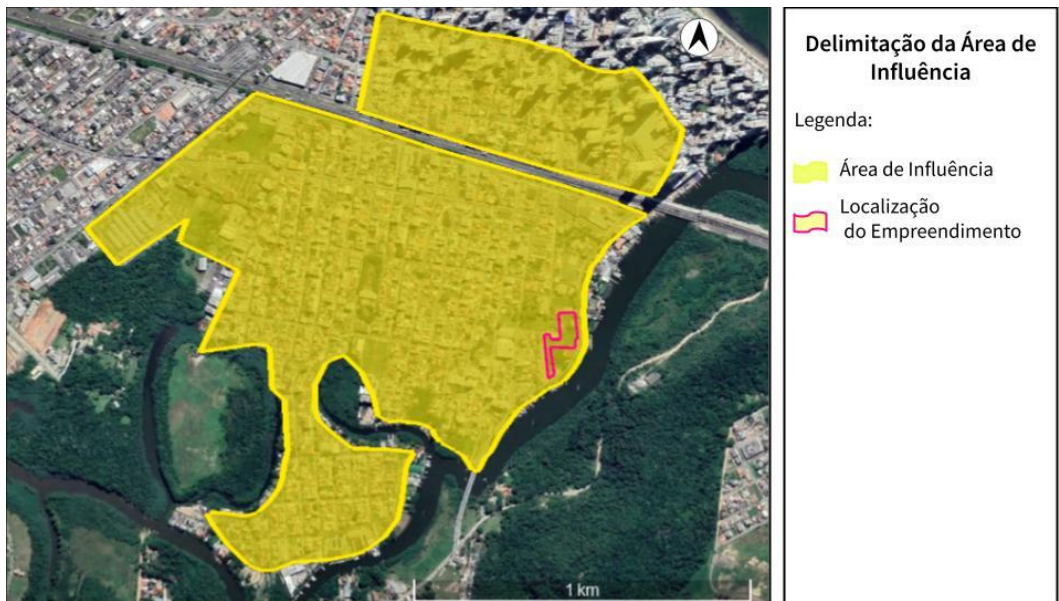 Delimitação da Área de
Influência
Legenda:
Área de Influência
Localização
do Empreendimento
1 km